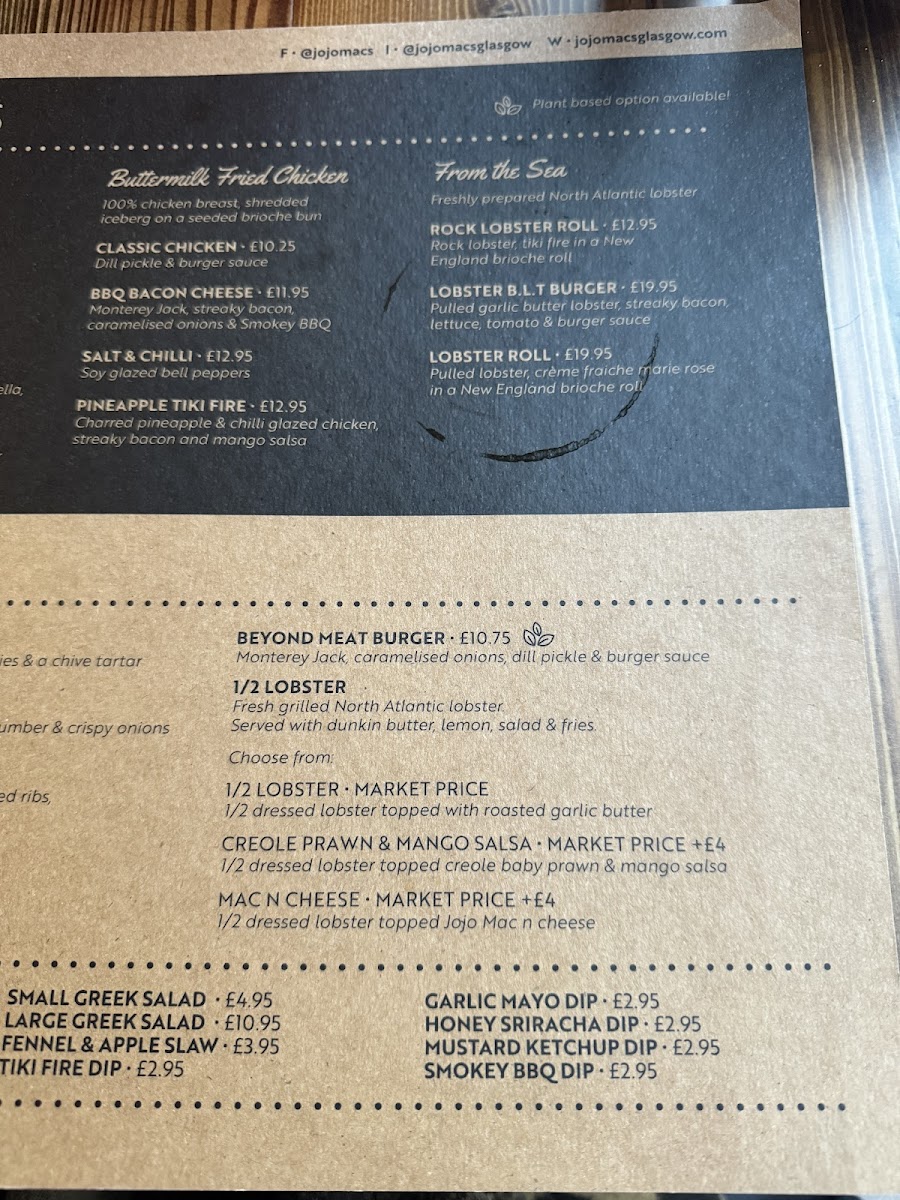 F • @jojomacs I • @jojomacsglasgow W • jojomacsglasgow.com
Plant based option available!
Buttermilk Fried Chicken
100% chicken breast, shredded
iceberg on a seeded brioche bun
CLASSIC CHICKEN • £10.25
Dill pickle & burger sauce
BBQ BACON CHEESE • £11.95
Monterey Jack, streaky bacon,
caramelised onions & Smokey BBQ
SALT & CHILLI • £12.95
Soy glazed bell peppers
PINEAPPLE TIKI FIRE • £12.95
Charred pineapple & chilli glazed chicken,
streaky bacon and mango salsa
From the Sea
Freshly prepared North Atlantic lobster
ROCK LOBSTER ROLL • £12.95
Rock lobster, tiki fire in a New
England brioche roll
LOBSTER B.L.T BURGER • £19.95
Pulled garlic butter lobster, streaky bacon,
lettuce, tomato & burger sauce
LOBSTER ROLL • £19.95
Pulled lobster, crème fraiche marie rose
in a New England brioche roll
ella,
ies & a chive tartar
umber & crispy onions
ed ribs,
BEYOND MEAT BURGER • £10.75
Monterey Jack, caramelised onions, dill pickle & burger sauce
1/2 LOBSTER
Fresh grilled North Atlantic lobster.
Served with dunkin butter, lemon, salad & fries.
Choose from:
1/2 LOBSTER • MARKET PRICE
1/2 dressed lobster topped with roasted garlic butter
CREOLE PRAWN & MANGO SALSA • MARKET PRICE +£4
1/2 dressed lobster topped creole baby prawn & mango salsa
MAC N CHEESE • MARKET PRICE +£4
1/2 dressed lobster topped Jojo Mac n cheese
SMALL GREEK SALAD • £4.95
LARGE GREEK SALAD • £10.95
FENNEL & APPLE SLAW • £3.95
TIKI FIRE DIP • £2.95
GARLIC MAYO DIP • £2.95
HONEY SRIRACHA DIP • £2.95
MUSTARD KETCHUP DIP • £2.95
SMOKEY BBQ DIP • £2.95